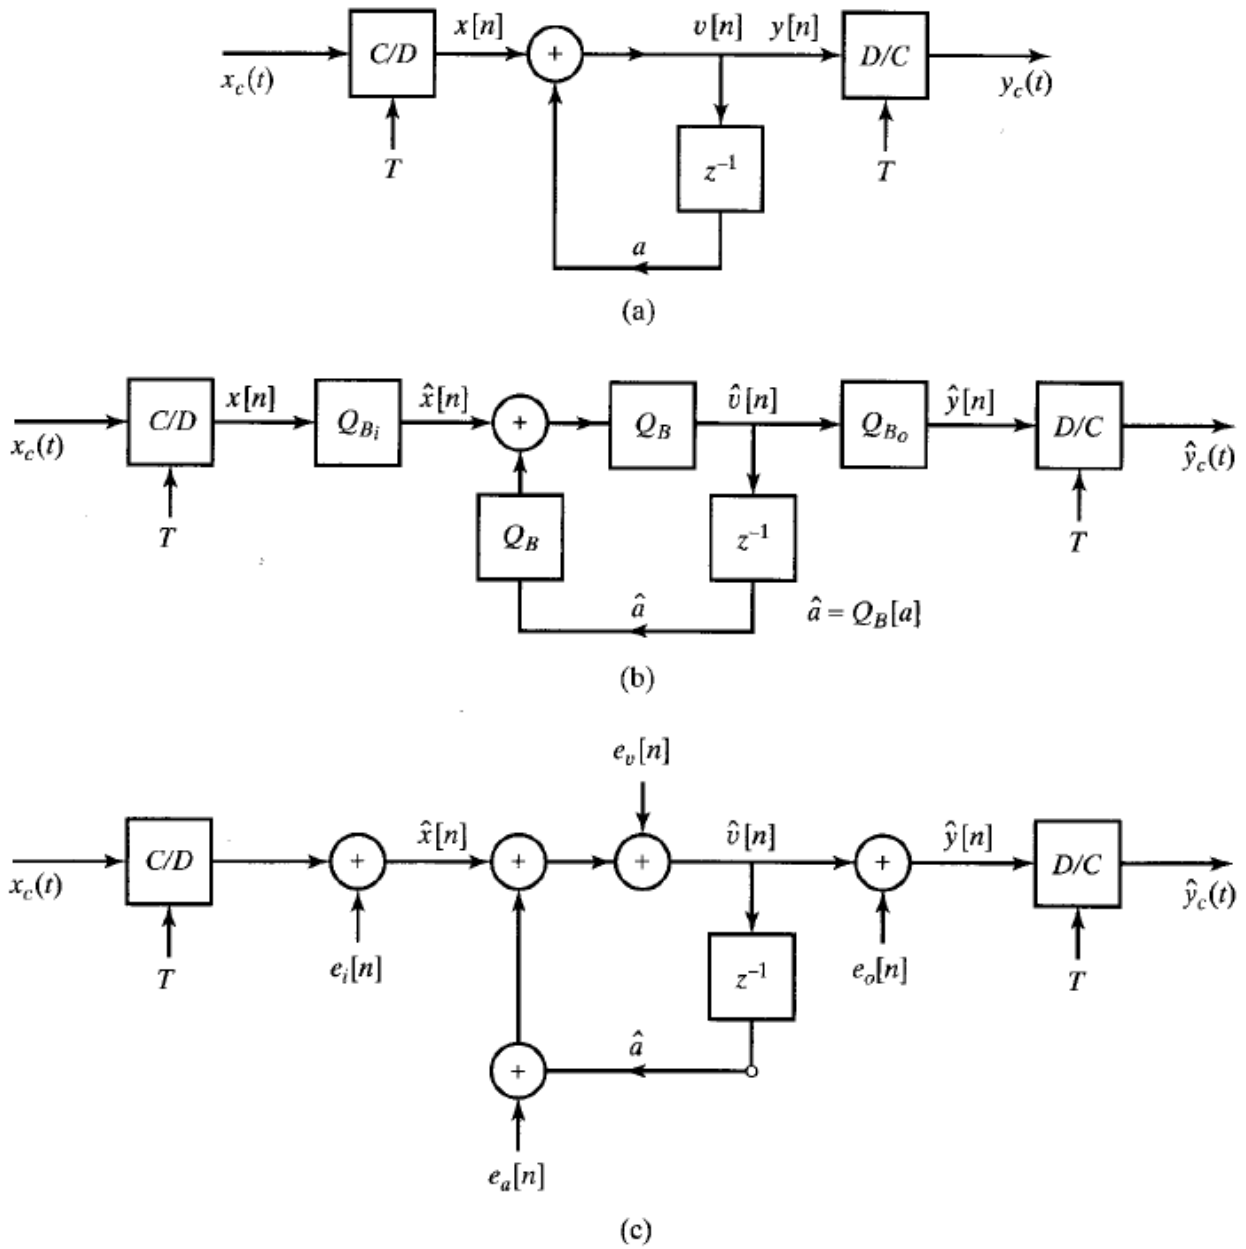 x[n] v[n] y[n]
C/D + D/C
x_c(t) y_c(t)
T z⁻¹ T
a
(a)
x[n] x̂[n] v̂[n] ŷ[n]
C/D Q_{B_i} + Q_B Q_{B_o} D/C
x_c(t) ŷ_c(t)
T Q_B z⁻¹ T
â â = Q_B[a]
(b)
e_v[n]
x̂[n] v̂[n] ŷ[n]
C/D + + + + D/C
x_c(t) ŷ_c(t)
T e_i[n] z⁻¹ e_o[n] T
â
+
e_a[n]
(c)